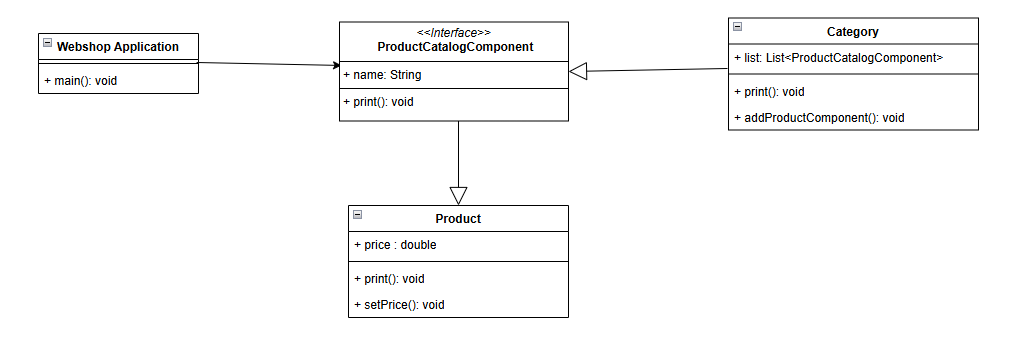 Webshop Application
+ main(): void
<<Interface>>
ProductCatalogComponent
+ name: String
+ print(): void
Category
+ list: List<ProductCatalogComponent>
+ print(): void
+ addProductComponent(): void
Product
+ price : double
+ print(): void
+ setPrice(): void